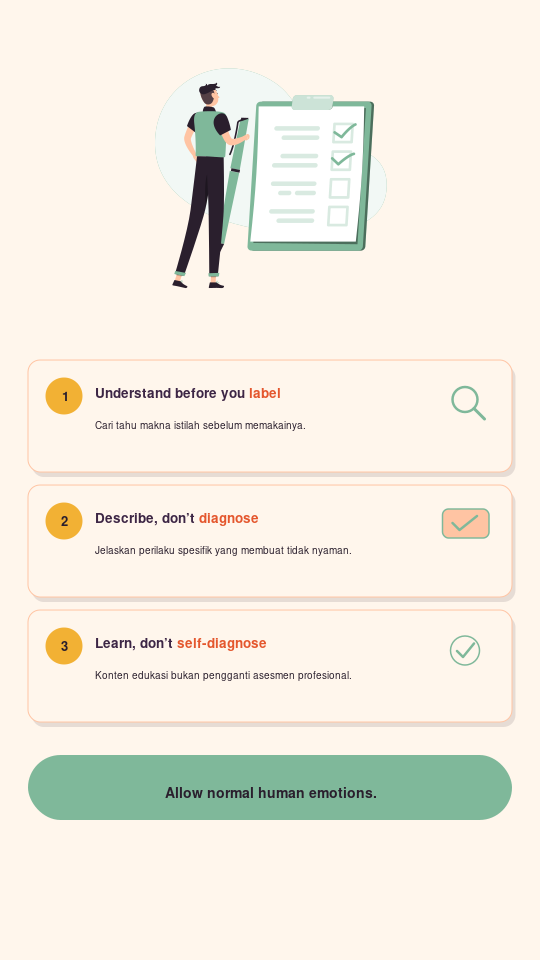 1
Understand before you label
Cari tahu makna istilah sebelum memakainya.
2
Describe, don’t diagnose
Jelaskan perilaku spesifik yang membuat tidak nyaman.
3
Learn, don’t self-diagnose
Konten edukasi bukan pengganti asesmen profesional.
Allow normal human emotions.